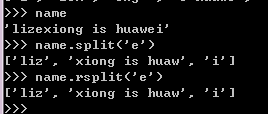 >>> name
'lizexiong is huawei'
>>> name.split('e')
['liz', 'xiong is huaw', 'i']
>>> name.rsplit('e')
['liz', 'xiong is huaw', 'i']
>>>